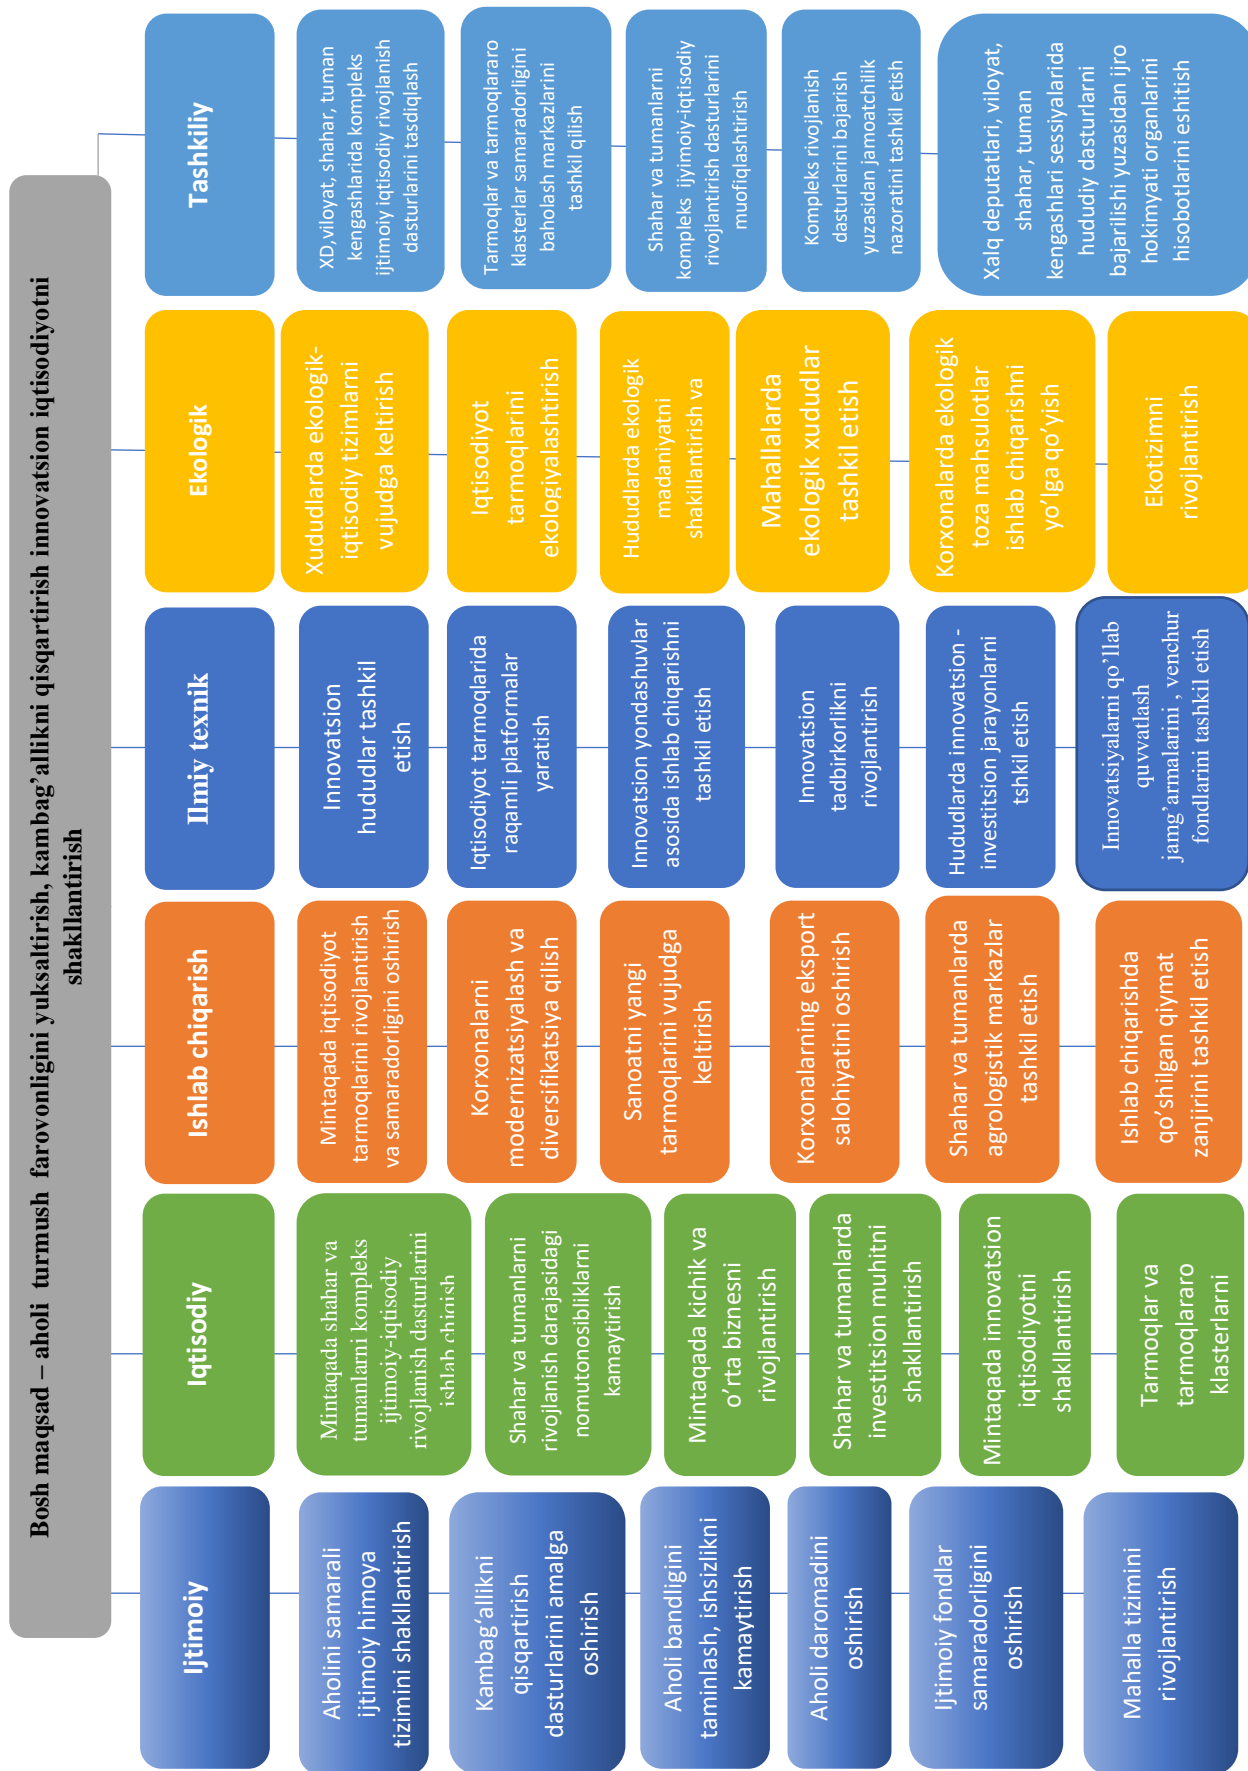 Bosh maqsad – aholi turmush farovonligini yuksaltirish, kambag’allikni qisqartirish innovatsion iqtisodiyotni
shakllantirish
Ijtimoiy
Aholini samarali
ijtimoiy himoya
tizimini shakllantirish
Kambag‘allikni
qisqartirish
dasturlarini amalga
oshirish
Aholi bandligini
taminlash, ishsizlikni
kamaytirish
Aholi daromadini
oshirish
Ijtimoiy fondlar
samaradorligini
oshirish
Mahalla tizimini
rivojlantirish
Iqtisodiy
Mintaqada shahar va
tumanlarni kompleks
ijtimoiy-iqtisodiy
rivojlanish dasturlarini
ishlab chiqish
Shahar va tumanlarni
rivojlanish darajasidagi
nomutonosibliklarni
kamaytirish
Mintaqada kichik va
o’rta biznesni
rivojlantirish
Shahar va tumanlarda
investitsion muhitni
shakllantirish
Mintaqada innovatsion
iqtisodiyotni
shakllantirish
Tarmoqlar va
tarmoqlararo
klasterlarni
Ishlab chiqarish
Mintaqada iqtisodiyot
tarmoqlarini rivojlantirish
va samaradorligini oshirish
Korxonalarni
modernizatsiyalash va
diversifikatsiya qilish
Sanoatni yangi
tarmoqlarini vujudga
keltirish
Korxonalarning eksport
salohiyatini oshirish
Shahar va tumanlarda
agrologistik markazlar
tashkil etish
Ishlab chiqarishda
qo’shilgan qiymat
zanjirini tashkil etish
Ilmiy texnik
Innovatsion
hududlar tashkil
etish
Iqtisodiyot tarmoqlarida
raqamli platformalar
yaratish
Innovatsion yondashuvlar
asosida ishlab chiqarishni
tashkil etish
Innovatsion
tadbirkorlikni
rivojlantirish
Hududlarda innovatsion -
investitsion jarayonlarni
tshkil etish
Innovatsiyalarni qo’llab
quvvatlash
jamg’armalarini , venchur
fondlarini tashkil etish
Ekologik
Xududlarda ekologik-
iqtisodiy tizimlarni
vujudga keltirish
Iqtisodiyot
tarmoqlarini
ekologiyalashtirish
Hududlarda ekologik
madaniyatni
shakillantirish va
Mahallalarda
ekologik xududlar
tashkil etish
Korxonalarda ekologik
toza mahsulotlar
ishlab chiqarishni
yo’lga qo’yish
Ekotizimni
rivojlantirish
Tashkiliy
XD,viloyat, shahar, tuman
kengashlarida kompleks
ijtimoiy iqtisodiy rivojlanish
dasturlarini tasdiqlash
Tarmoqlar va tarmoqlararo
klasterlar samaradorligini
baholash markazlarini
tashkil qilish
Shahar va tumanlarni
kompleks ijyimoiy-iqtisodiy
rivojlantirish dasturlarini
muofiqlashtirish
Kompleks rivojlanish
dasturlarini bajarish
yuzasidan jamoatchilik
nazoratini tashkil etish
Xalq deputatlari, viloyat,
shahar, tuman
kengashlari sessiyalarida
hududiy dasturlarni
bajarilishi yuzasidan ijro
hokimyati organlarini
hisobotlarini eshitish